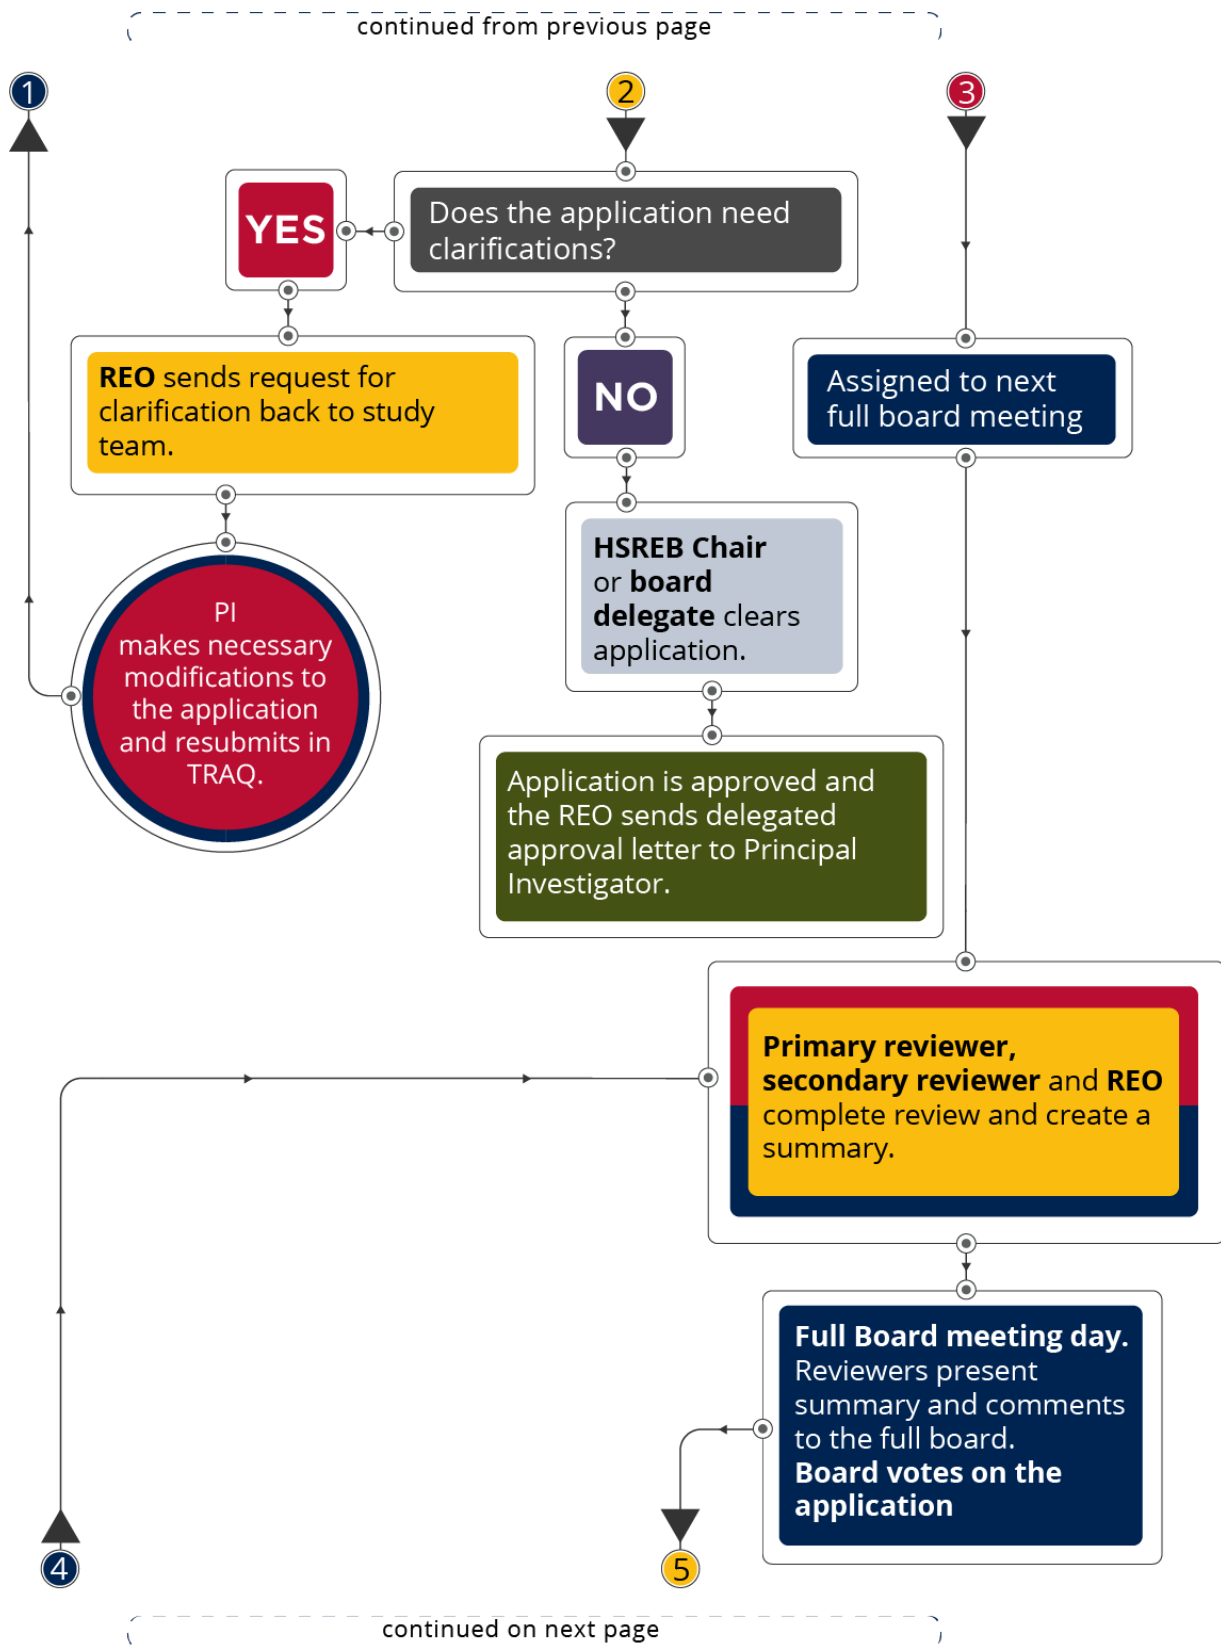 continued from previous page
1
2
3
YES
Does the application need
clarifications?
REO sends request for
clarification back to study
team.
NO
Assigned to next
full board meeting
HSREB Chair
or board
delegate clears
application.
PI
makes necessary
modifications to
the application
and resubmits in
TRAQ.
Application is approved and
the REO sends delegated
approval letter to Principal
Investigator.
Primary reviewer,
secondary reviewer and REO
complete review and create a
summary.
Full Board meeting day.
Reviewers present
summary and comments
to the full board.
Board votes on the
application
4
5
continued on next page